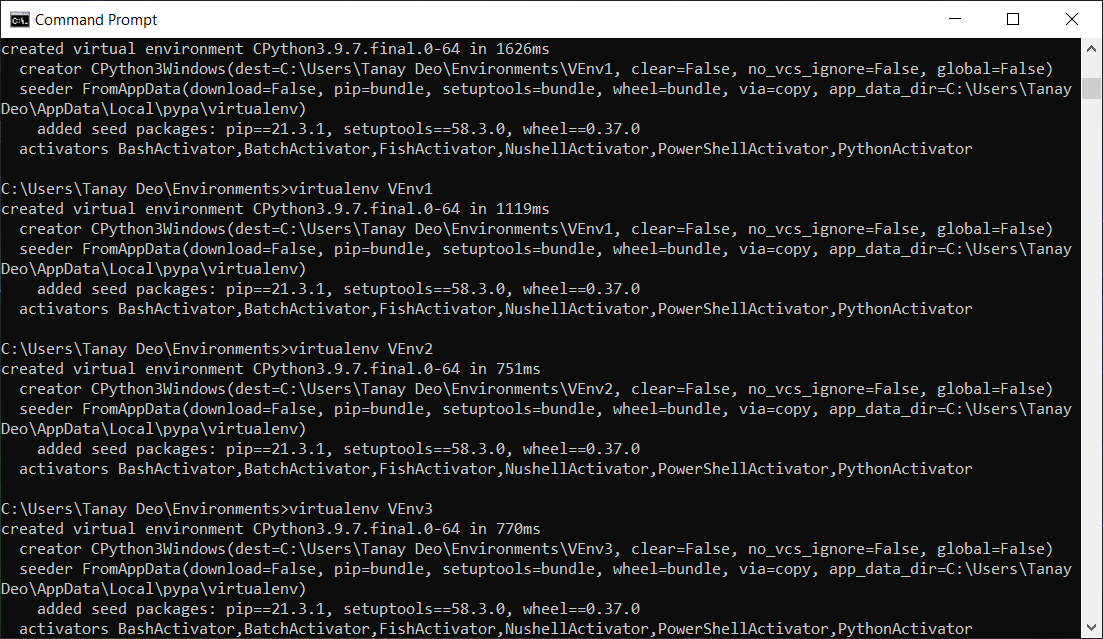 Command Prompt
created virtual environment CPython3.9.7.final.0-64 in 1626ms
  creator CPython3Windows(dest=C:\Users\Tanay Deo\Environments\VEnv1, clear=False, no_vcs_ignore=False, global=False)
  seeder FromAppData(download=False, pip=bundle, setuptools=bundle, wheel=bundle, via=copy, app_data_dir=C:\Users\Tanay
Deo\AppData\Local\pypa\virtualenv)
    added seed packages: pip==21.3.1, setuptools==58.3.0, wheel==0.37.0
  activators BashActivator,BatchActivator,FishActivator,NushellActivator,PowerShellActivator,PythonActivator

C:\Users\Tanay Deo\Environments>virtualenv VEnv1
created virtual environment CPython3.9.7.final.0-64 in 1119ms
  creator CPython3Windows(dest=C:\Users\Tanay Deo\Environments\VEnv1, clear=False, no_vcs_ignore=False, global=False)
  seeder FromAppData(download=False, pip=bundle, setuptools=bundle, wheel=bundle, via=copy, app_data_dir=C:\Users\Tanay
Deo\AppData\Local\pypa\virtualenv)
    added seed packages: pip==21.3.1, setuptools==58.3.0, wheel==0.37.0
  activators BashActivator,BatchActivator,FishActivator,NushellActivator,PowerShellActivator,PythonActivator

C:\Users\Tanay Deo\Environments>virtualenv VEnv2
created virtual environment CPython3.9.7.final.0-64 in 751ms
  creator CPython3Windows(dest=C:\Users\Tanay Deo\Environments\VEnv2, clear=False, no_vcs_ignore=False, global=False)
  seeder FromAppData(download=False, pip=bundle, setuptools=bundle, wheel=bundle, via=copy, app_data_dir=C:\Users\Tanay
Deo\AppData\Local\pypa\virtualenv)
    added seed packages: pip==21.3.1, setuptools==58.3.0, wheel==0.37.0
  activators BashActivator,BatchActivator,FishActivator,NushellActivator,PowerShellActivator,PythonActivator

C:\Users\Tanay Deo\Environments>virtualenv VEnv3
created virtual environment CPython3.9.7.final.0-64 in 770ms
  creator CPython3Windows(dest=C:\Users\Tanay Deo\Environments\VEnv3, clear=False, no_vcs_ignore=False, global=False)
  seeder FromAppData(download=False, pip=bundle, setuptools=bundle, wheel=bundle, via=copy, app_data_dir=C:\Users\Tanay
Deo\AppData\Local\pypa\virtualenv)
    added seed packages: pip==21.3.1, setuptools==58.3.0, wheel==0.37.0
  activators BashActivator,BatchActivator,FishActivator,NushellActivator,PowerShellActivator,PythonActivator